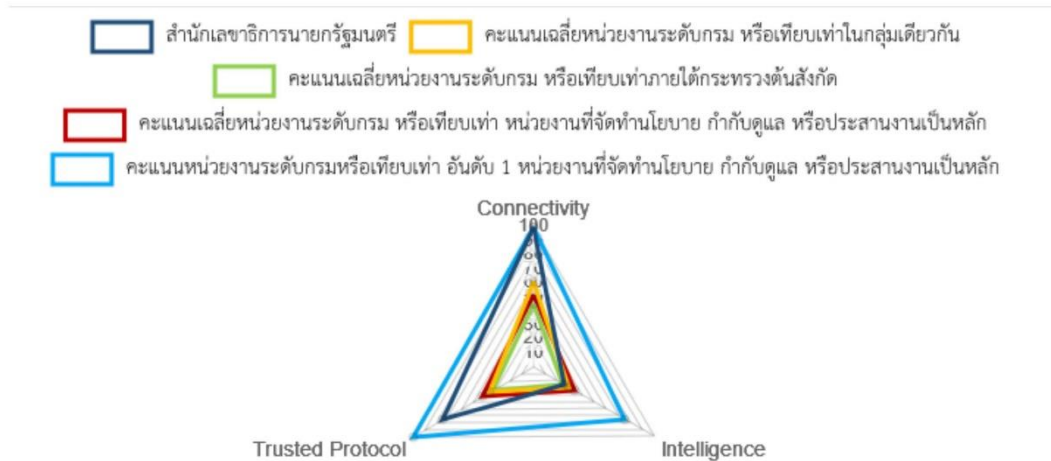 สำนักเลขาธิการนายกรัฐมนตรี คะแนนเฉลี่ยหน่วยงานระดับกรม หรือเทียบเท่าในกลุ่มเดียวกัน
คะแนนเฉลี่ยหน่วยงานระดับกรม หรือเทียบเท่าภายใต้กระทรวงต้นสังกัด
คะแนนเฉลี่ยหน่วยงานระดับกรม หรือเทียบเท่า หน่วยงานที่จัดทำนโยบาย กำกับดูแล หรือประสานงานเป็นหลัก
คะแนนหน่วยงานระดับกรมหรือเทียบเท่า อันดับ 1 หน่วยงานที่จัดทำนโยบาย กำกับดูแล หรือประสานงานเป็นหลัก
Connectivity
100
20
10
Trusted Protocol Intelligence